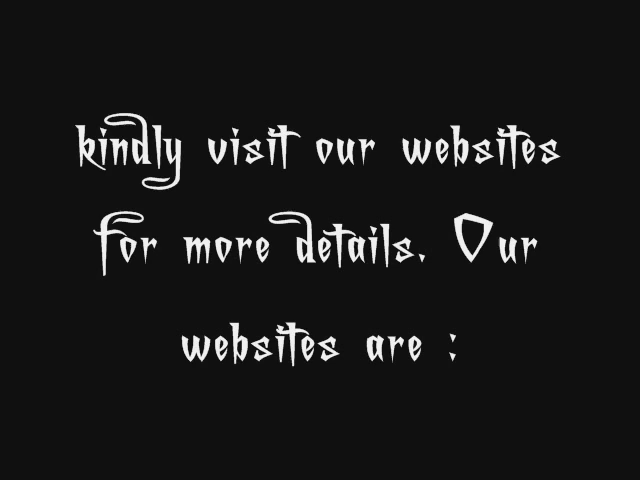 kindly visit our websites
for more details. Our
websites are :